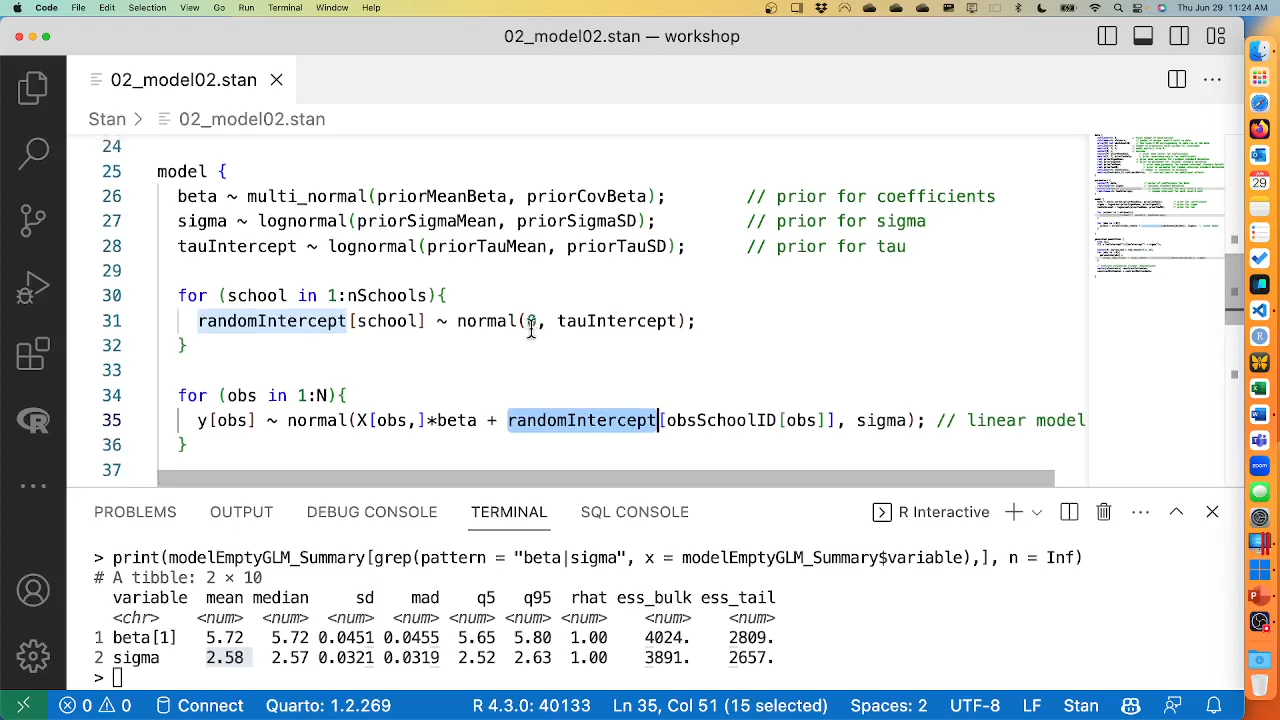 Code File Edit Selection View Go Run Terminal Window Help Thu Jun 29 11:24 AM
02_model02.stan — workshop
02_model02.stan
Stan > 02_model02.stan
24
25 model {
26 beta ~ multi_normal(priorMeanBeta, priorCovBeta); // prior for coefficients
27 sigma ~ lognormal(priorSigmaMean, priorSigmaSD); // prior for sigma
28 tauIntercept ~ lognormal(priorTauMean, priorTauSD); // prior for tau
29
30 for (school in 1:nSchools){
31 randomIntercept[school] ~ normal(0, tauIntercept);
32 }
33
34 for (obs in 1:N){
35 y[obs] ~ normal(X[obs,]*beta + randomIntercept[obsSchoolID[obs]], sigma); // linear model
36 }
37
PROBLEMS OUTPUT DEBUG CONSOLE TERMINAL SQL CONSOLE R Interactive
> print(modelEmptyGLM_Summary[grep(pattern = "beta|sigma", x = modelEmptyGLM_Summary$variable),], n = Inf)
# A tibble: 2 × 10
variable mean median sd mad q5 q95 rhat ess_bulk ess_tail
<chr> <num> <num> <num> <num> <num> <num> <num> <num> <num>
1 beta[1] 5.72 5.72 0.0451 0.0455 5.65 5.80 1.00 4024. 2809.
2 sigma 2.58 2.57 0.0321 0.0319 2.52 2.63 1.00 3891. 2657.
>
0 0 Connect Quarto: 1.2.269 R 4.3.0: 40133 Ln 35, Col 51 (15 selected) Spaces: 2 UTF-8 LF Stan
29
zoom